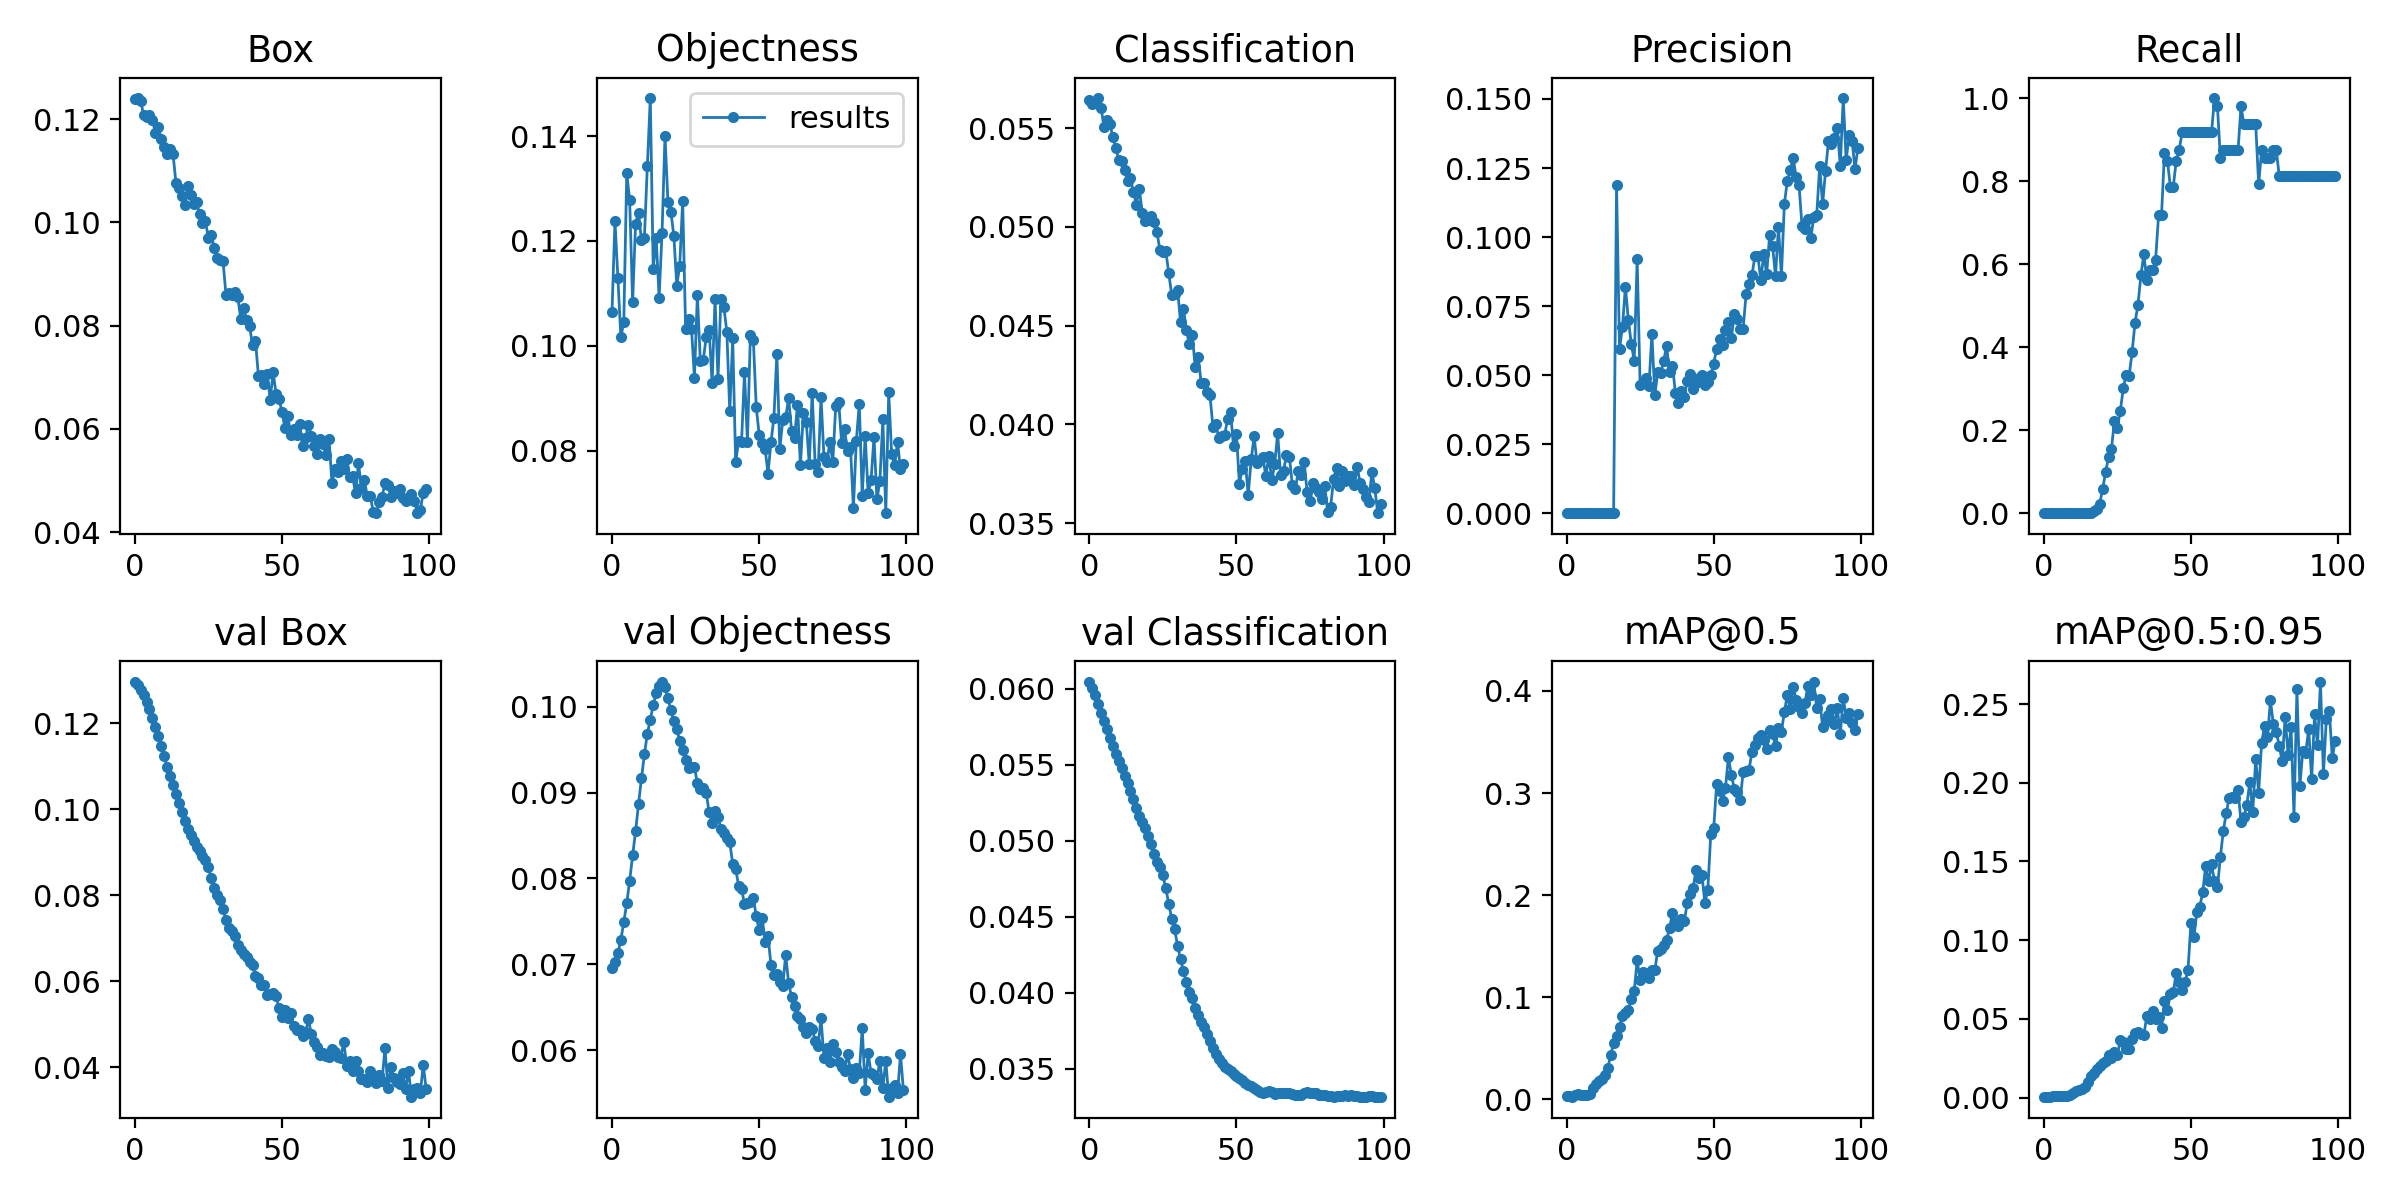 Box
0.12
0.10
0.08
0.06
0.04
0 50 100
Objectness
results
0.14
0.12
0.10
0.08
0 50 100
Classification
0.055
0.050
0.045
0.040
0.035
0 50 100
Precision
0.150
0.125
0.100
0.075
0.050
0.025
0.000
0 50 100
Recall
1.0
0.8
0.6
0.4
0.2
0.0
0 50 100
val Box
0.12
0.10
0.08
0.06
0.04
0 50 100
val Objectness
0.10
0.09
0.08
0.07
0.06
0 50 100
val Classification
0.060
0.055
0.050
0.045
0.040
0.035
0 50 100
mAP@0.5
0.4
0.3
0.2
0.1
0.0
0 50 100
mAP@0.5:0.95
0.25
0.20
0.15
0.10
0.05
0.00
0 50 100